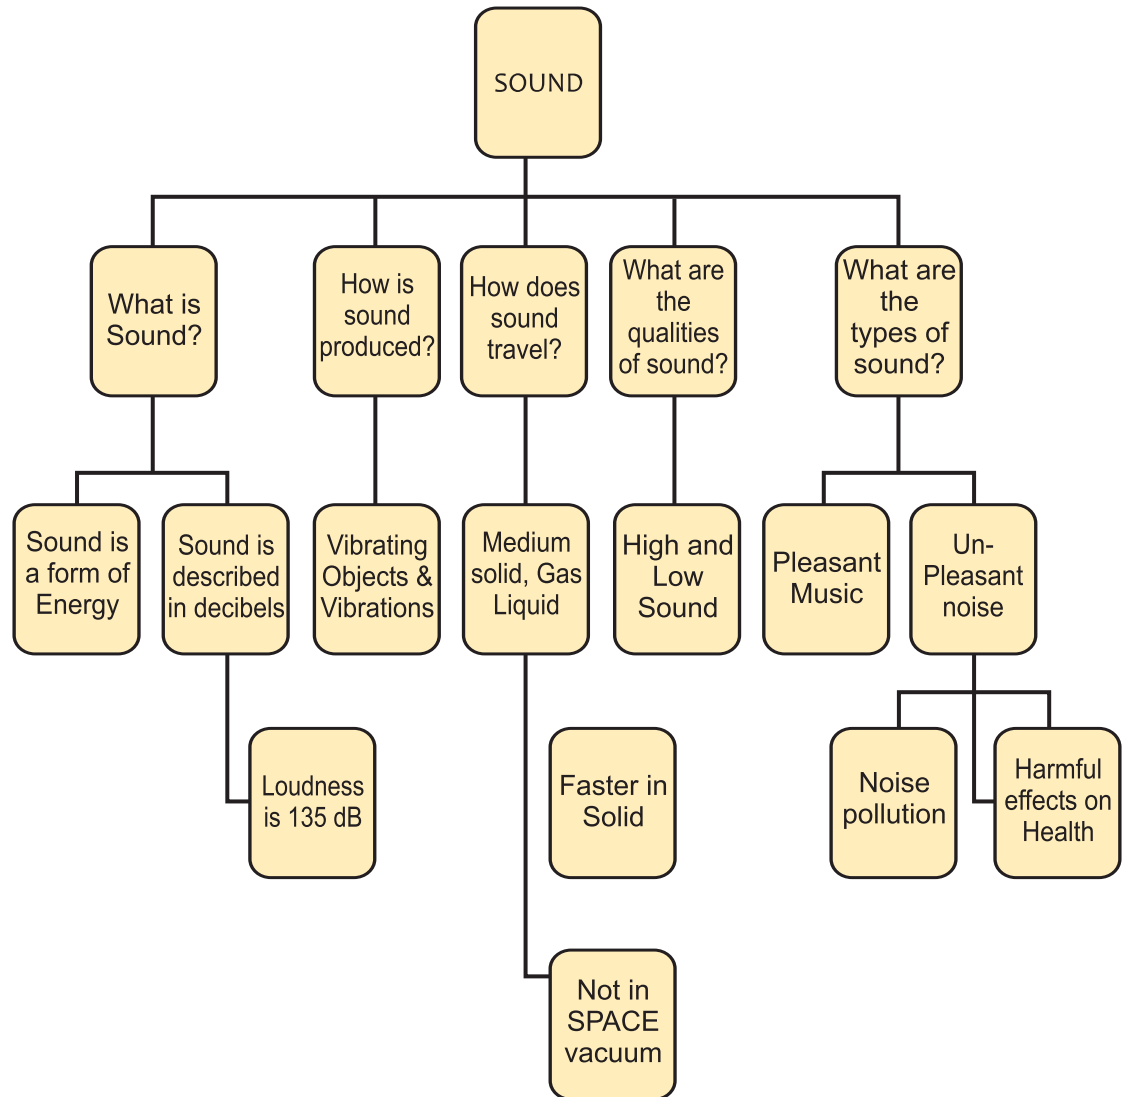 SOUND
What is
Sound?
How is
sound
produced?
How does
sound
travel?
What are
the
qualities
of sound?
What are
the
types of
sound?
Sound is
a form of
Energy
Sound is
described
in decibels
Vibrating
Objects &
Vibrations
Medium
solid, Gas
Liquid
High and
Low
Sound
Pleasant
Music
Un-
Pleasant
noise
Loudness
is 135 dB
Faster in
Solid
Noise
pollution
Harmful
effects on
Health
Not in
SPACE
vacuum